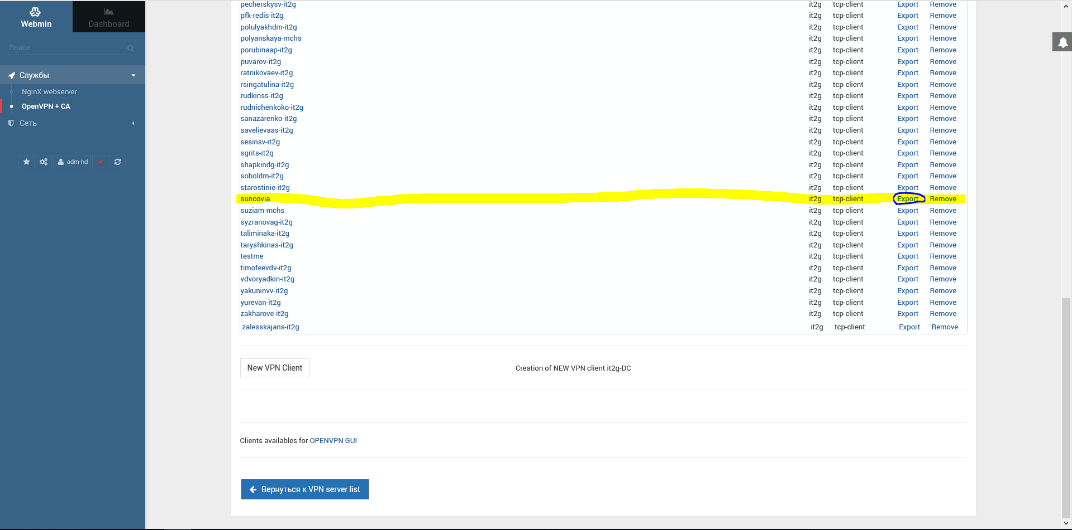 Webmin
Dashboard
Поиск
Службы
NginX webserver
OpenVPN + CA
Сеть
adm-hd
pecherskysv-it2g it2g tcp-client Export Remove
pfk-redis-it2g it2g tcp-client Export Remove
polulyakhdm-it2g it2g tcp-client Export Remove
polyanskaya-mchs it2g tcp-client Export Remove
porubinaap-it2g it2g tcp-client Export Remove
puvarov-it2g it2g tcp-client Export Remove
ratnikovaev-it2g it2g tcp-client Export Remove
rsingatulina-it2g it2g tcp-client Export Remove
rudkinss-it2g it2g tcp-client Export Remove
rudnichenkoko-it2g it2g tcp-client Export Remove
sanazarenko-it2g it2g tcp-client Export Remove
savelievaas-it2g it2g tcp-client Export Remove
sesinsv-it2g it2g tcp-client Export Remove
sgrits-it2g it2g tcp-client Export Remove
shapkindg-it2g it2g tcp-client Export Remove
soboldm-it2g it2g tcp-client Export Remove
starostinie-it2g it2g tcp-client Export Remove
suncovia it2g tcp-client Export Remove
suziam-mchs it2g tcp-client Export Remove
syzranovag-it2g it2g tcp-client Export Remove
taliminaka-it2g it2g tcp-client Export Remove
taryshkinas-it2g it2g tcp-client Export Remove
testme it2g tcp-client Export Remove
timofeevdv-it2g it2g tcp-client Export Remove
vdvoryadkin-it2g it2g tcp-client Export Remove
yakuninvv-it2g it2g tcp-client Export Remove
yurevan-it2g it2g tcp-client Export Remove
zakharove-it2g it2g tcp-client Export Remove
zalesskajans-it2g it2g tcp-client Export Remove
New VPN Client Creation of NEW VPN client it2g-DC
Clients availables for OPENVPN GUI
Вернуться к VPN server list